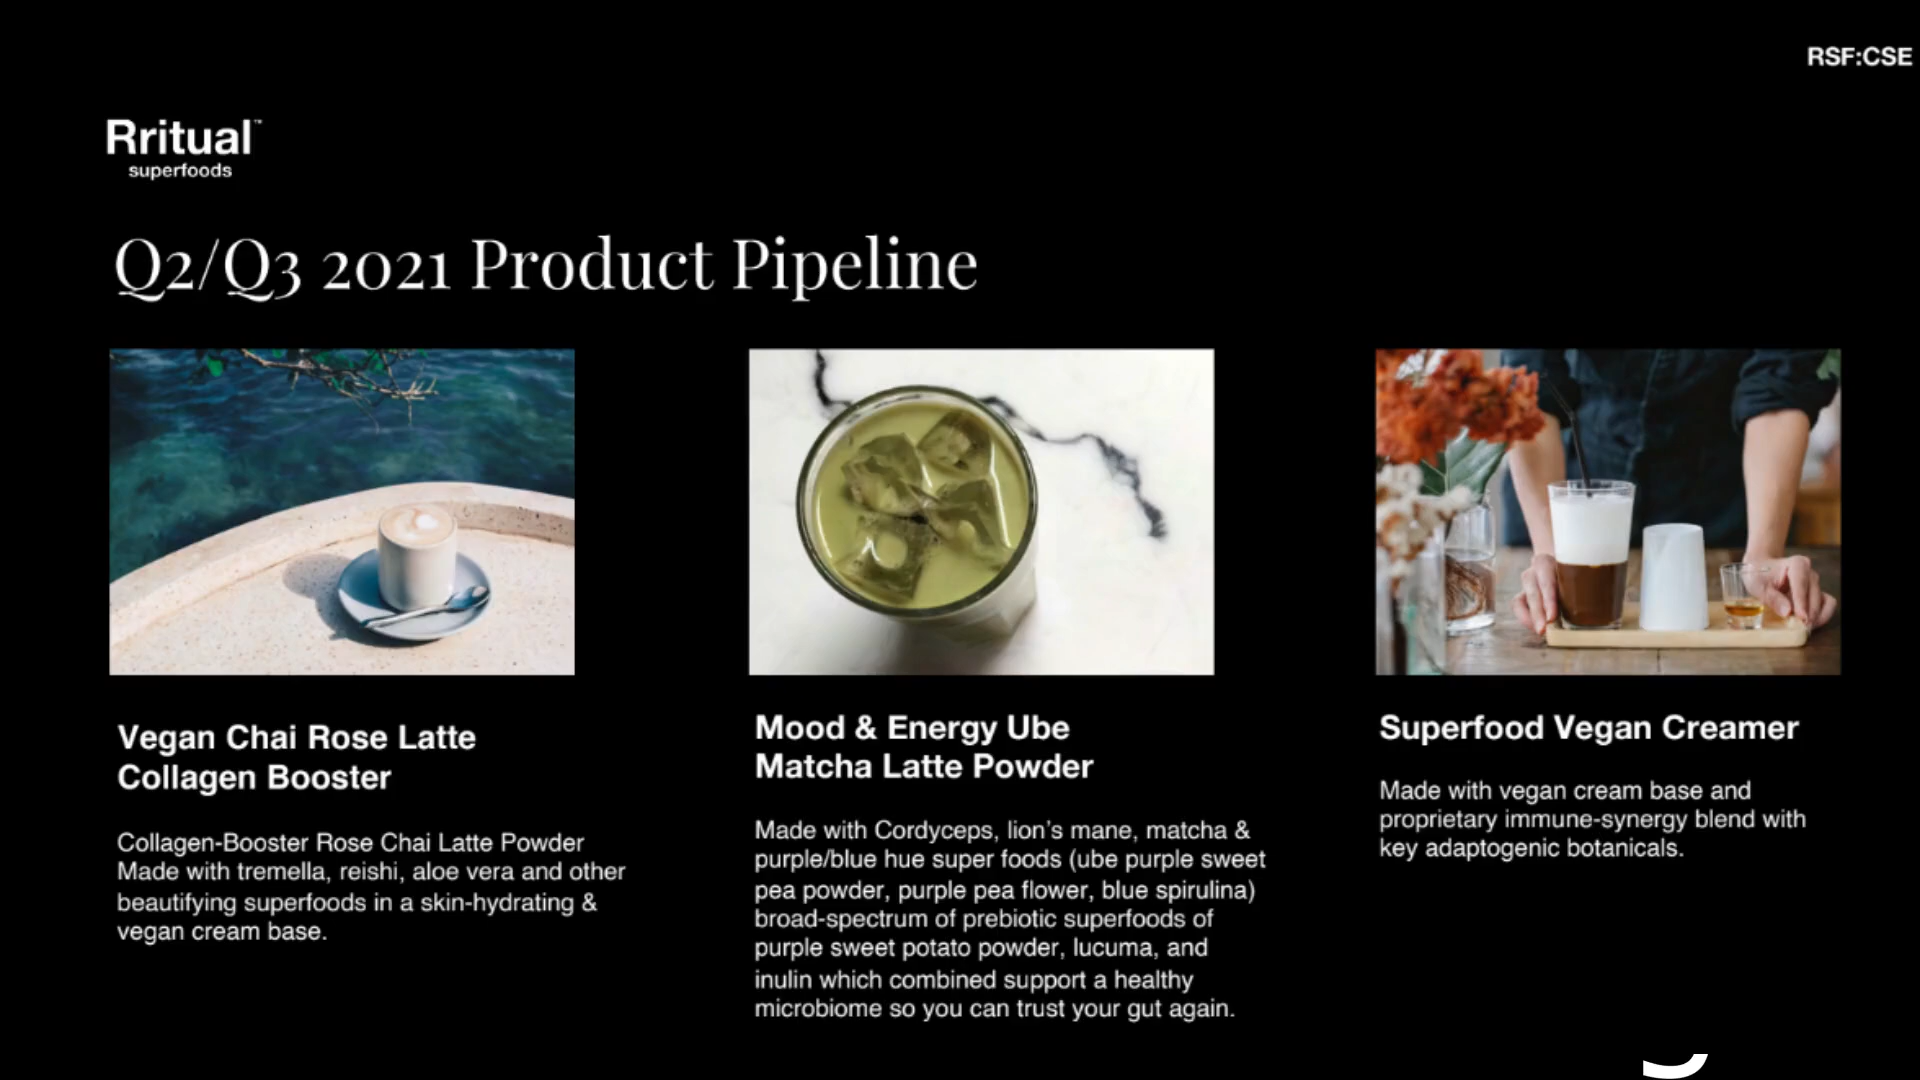 RSF:CSE
Rritual™
superfoods
Q2/Q3 2021 Product Pipeline
Vegan Chai Rose Latte
Collagen Booster
Collagen-Booster Rose Chai Latte Powder
Made with tremella, reishi, aloe vera and other
beautifying superfoods in a skin-hydrating &
vegan cream base.
Mood & Energy Ube
Matcha Latte Powder
Made with Cordyceps, lion’s mane, matcha &
purple/blue hue super foods (ube purple sweet
pea powder, purple pea flower, blue spirulina)
broad-spectrum of prebiotic superfoods of
purple sweet potato powder, lucuma, and
inulin which combined support a healthy
microbiome so you can trust your gut again.
Superfood Vegan Creamer
Made with vegan cream base and
proprietary immune-synergy blend with
key adaptogenic botanicals.